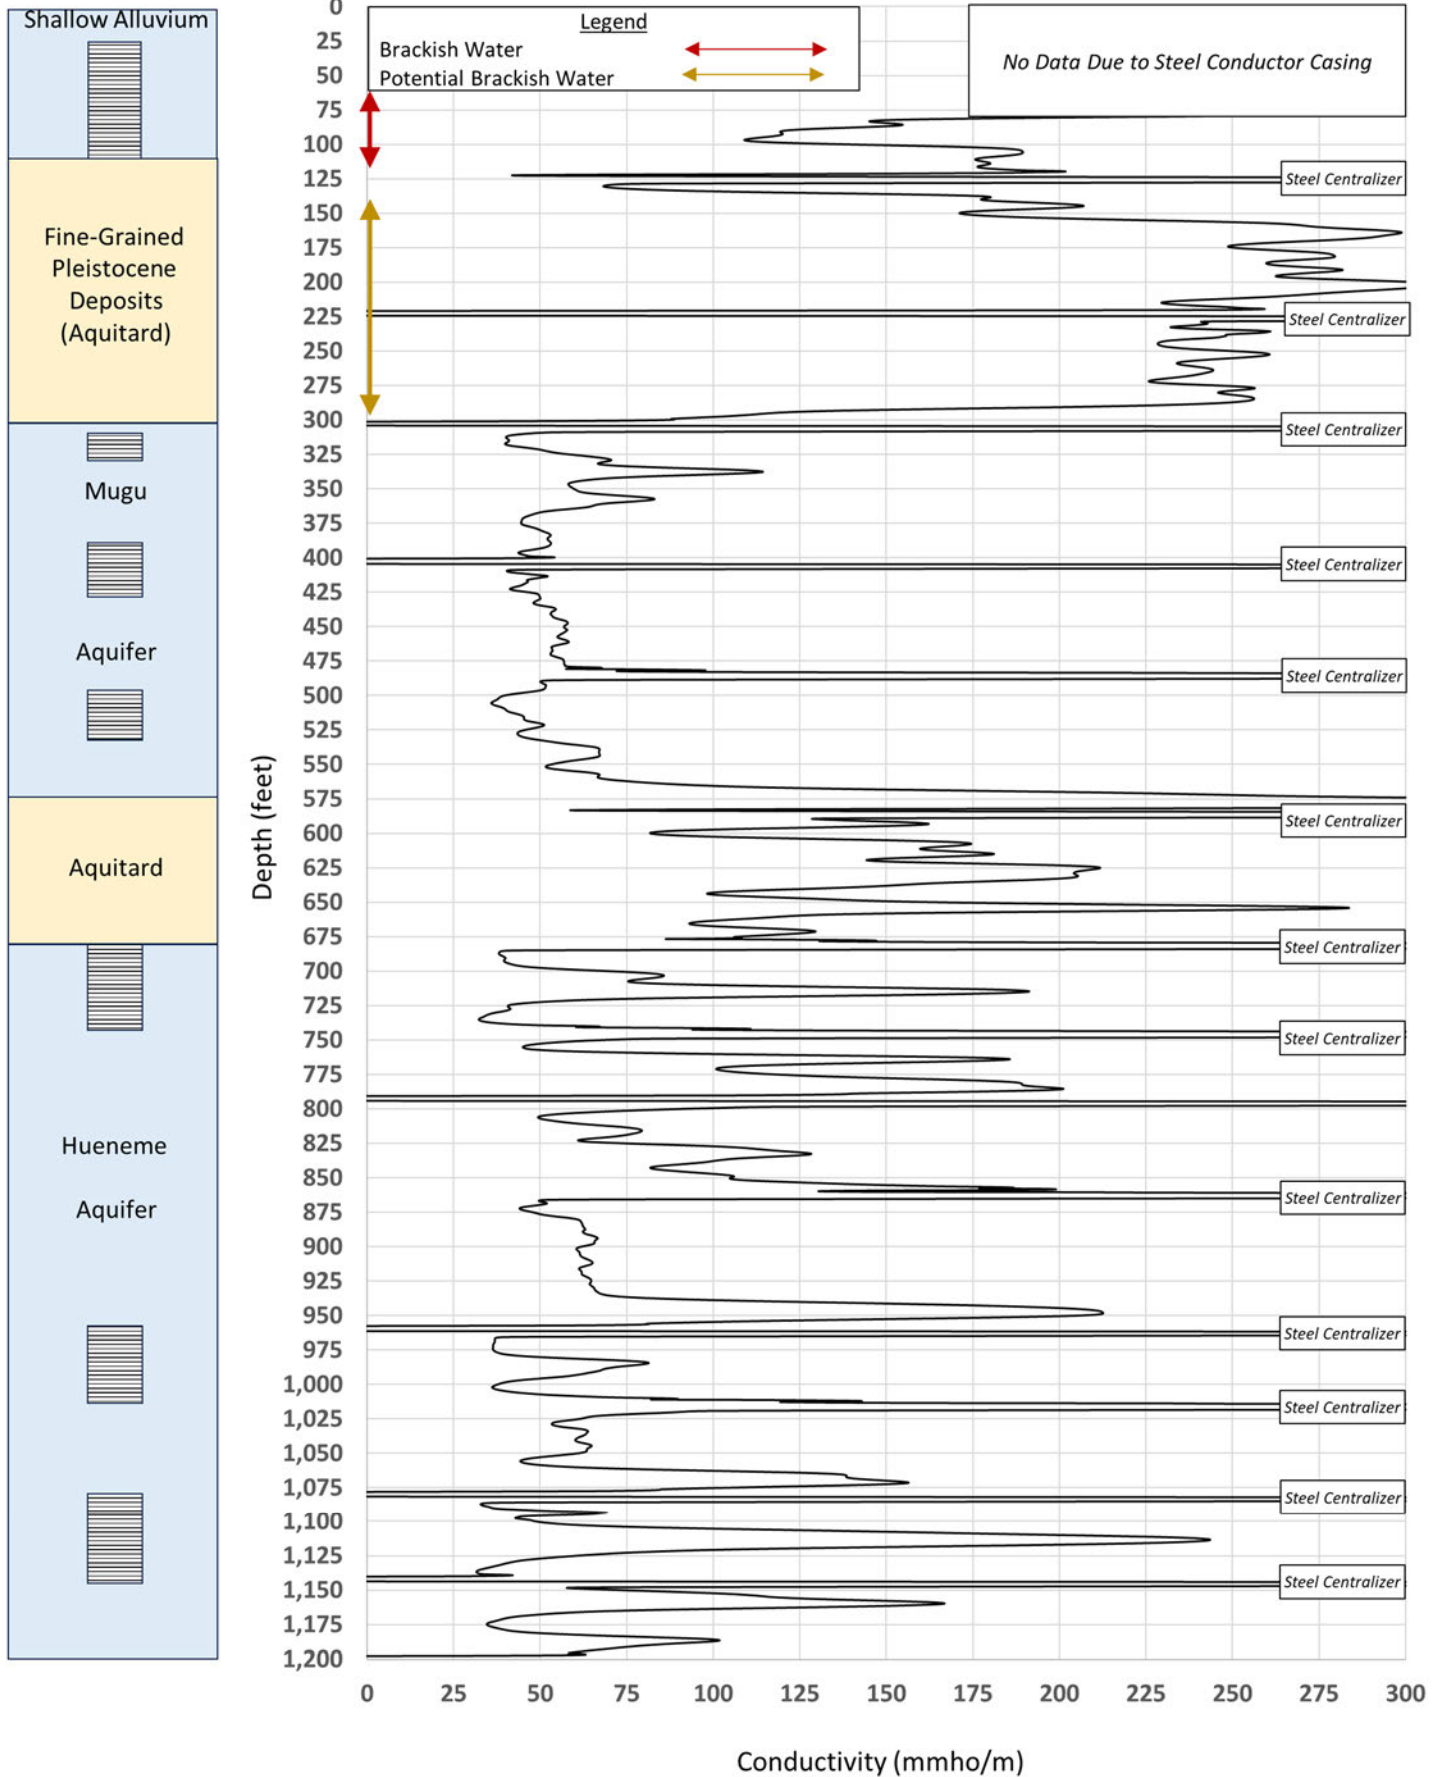 Shallow Alluvium
Fine-Grained
Pleistocene
Deposits
(Aquitard)
Mugu
Aquifer
Aquitard
Hueneme
Aquifer
Depth (feet)
0
25
50
75
100
125
150
175
200
225
250
275
300
325
350
375
400
425
450
475
500
525
550
575
600
625
650
675
700
725
750
775
800
825
850
875
900
925
950
975
1,000
1,025
1,050
1,075
1,100
1,125
1,150
1,175
1,200
Legend
Brackish Water
Potential Brackish Water
No Data Due to Steel Conductor Casing
Steel Centralizer
Steel Centralizer
Steel Centralizer
Steel Centralizer
Steel Centralizer
Steel Centralizer
Steel Centralizer
Steel Centralizer
Steel Centralizer
Steel Centralizer
Steel Centralizer
Steel Centralizer
Steel Centralizer
0 25 50 75 100 125 150 175 200 225 250 275 300
Conductivity (mmho/m)